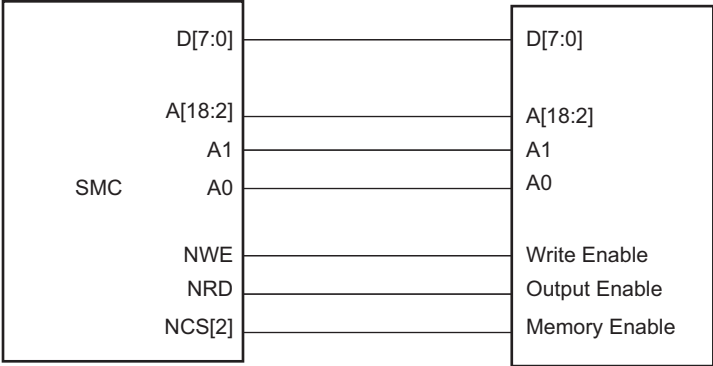 D[7:0] D[7:0]
A[18:2] A[18:2]
A1 A1
SMC A0 A0
NWE Write Enable
NRD Output Enable
NCS[2] Memory Enable